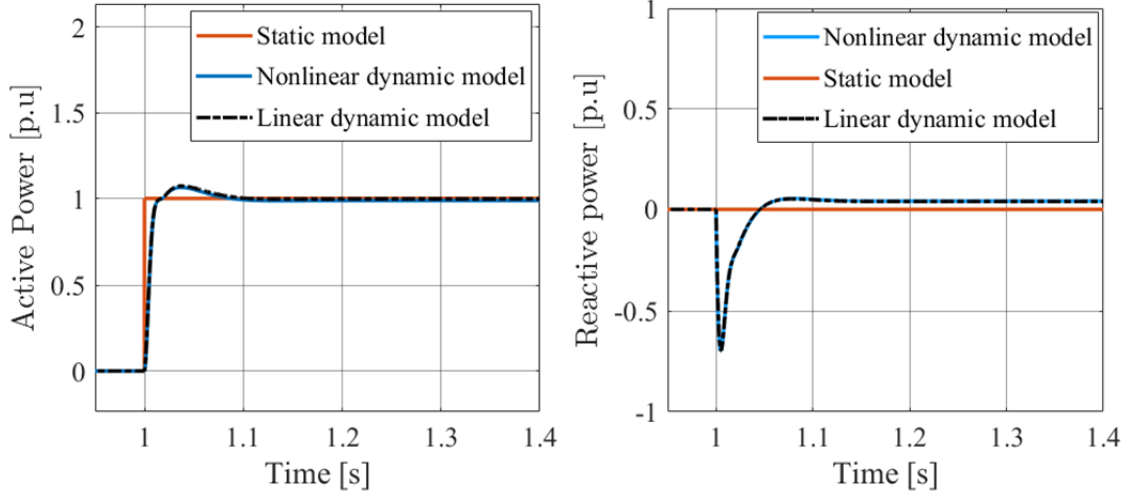 Static model
Nonlinear dynamic model
Linear dynamic model
2
1.5
1
0.5
0
Active Power [p.u]
1
1.1
1.2
1.3
1.4
Time [s]
Nonlinear dynamic model
Static model
Linear dynamic model
1
0.5
0
-0.5
-1
Reactive power [p.u]
1
1.1
1.2
1.3
1.4
Time [s]